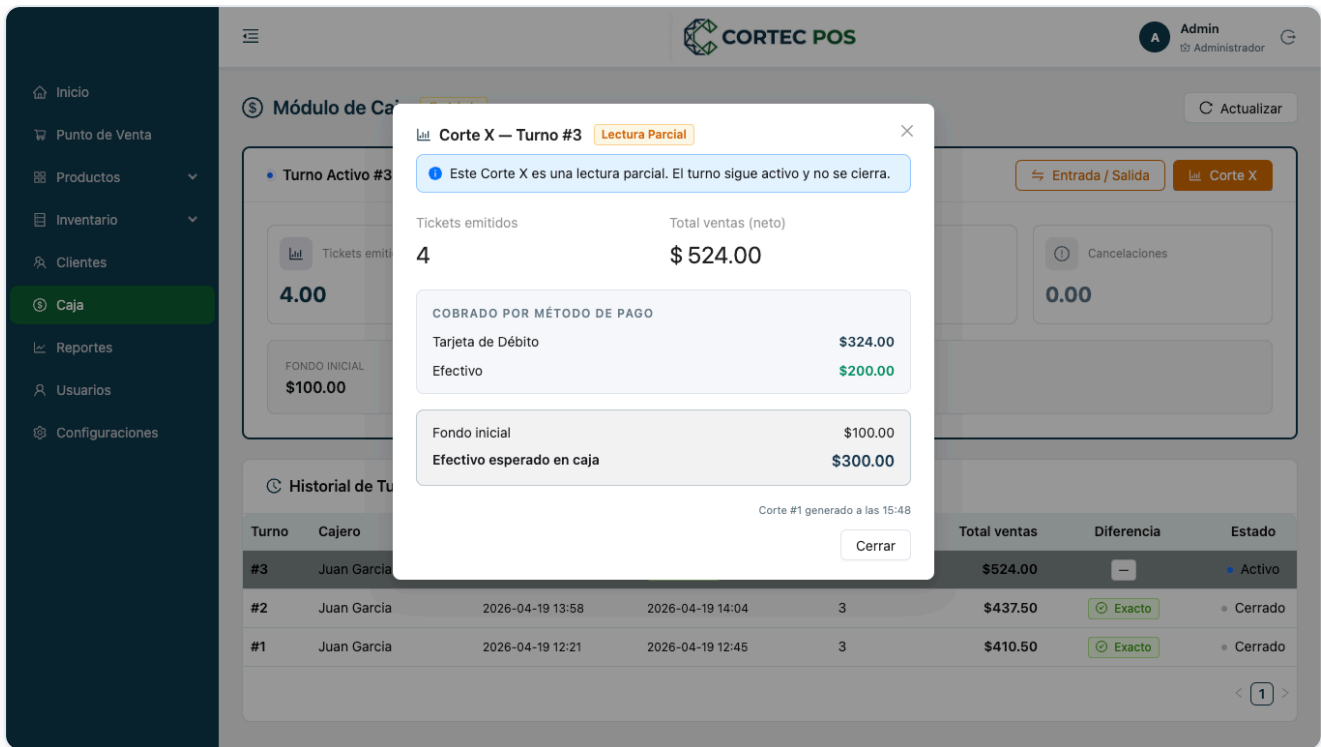 CORTEC POS
A
Admin
Administrador
Inicio
Punto de Venta
Productos
Inventario
Clientes
Caja
Reportes
Usuarios
Configuraciones
Módulo de Ca
Actualizar
Turno Activo #3
Entrada / Salida
Corte X
Tickets emiti
4.00
Cancelaciones
0.00
FONDO INICIAL
$100.00
Corte X — Turno #3 Lectura Parcial
Este Corte X es una lectura parcial. El turno sigue activo y no se cierra.
Tickets emitidos Total ventas (neto)
4 $ 524.00
COBRADO POR MÉTODO DE PAGO
Tarjeta de Débito $324.00
Efectivo $200.00
Fondo inicial $100.00
Efectivo esperado en caja $300.00
Corte #1 generado a las 15:48
Cerrar
Historial de Tu
Turno Cajero Total ventas Diferencia Estado
#3 Juan Garcia $524.00 — Activo
#2 Juan Garcia 2026-04-19 13:58 2026-04-19 14:04 3 $437.50 Exacto Cerrado
#1 Juan Garcia 2026-04-19 12:21 2026-04-19 12:45 3 $410.50 Exacto Cerrado
< 1 >